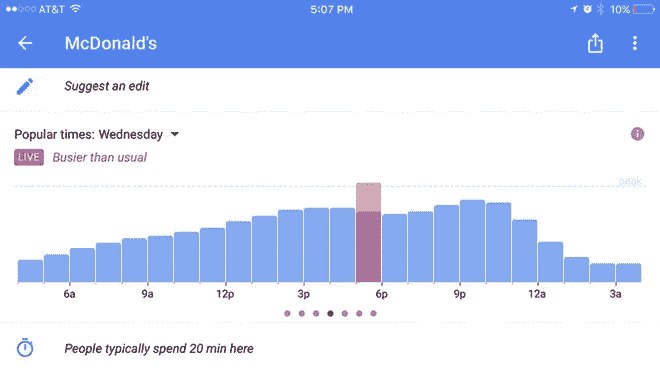 AT&T 5:07 PM 10%
McDonald's
Suggest an edit
Popular times: Wednesday
LIVE Busier than usual
peak
6a 9a 12p 3p 6p 9p 12a 3a
People typically spend 20 min here